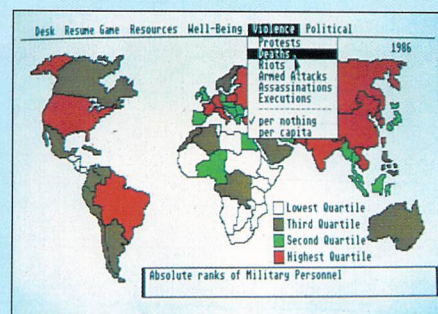 Desk Resume Game Resources Well-Being Violence Political
Protests
Deaths
Riots
Armed Attacks
Assassinations
Executions
✓ per nothing
per capita
1986
Lowest Quartile
Third Quartile
Second Quartile
Highest Quartile
Absolute ranks of Military Personnel